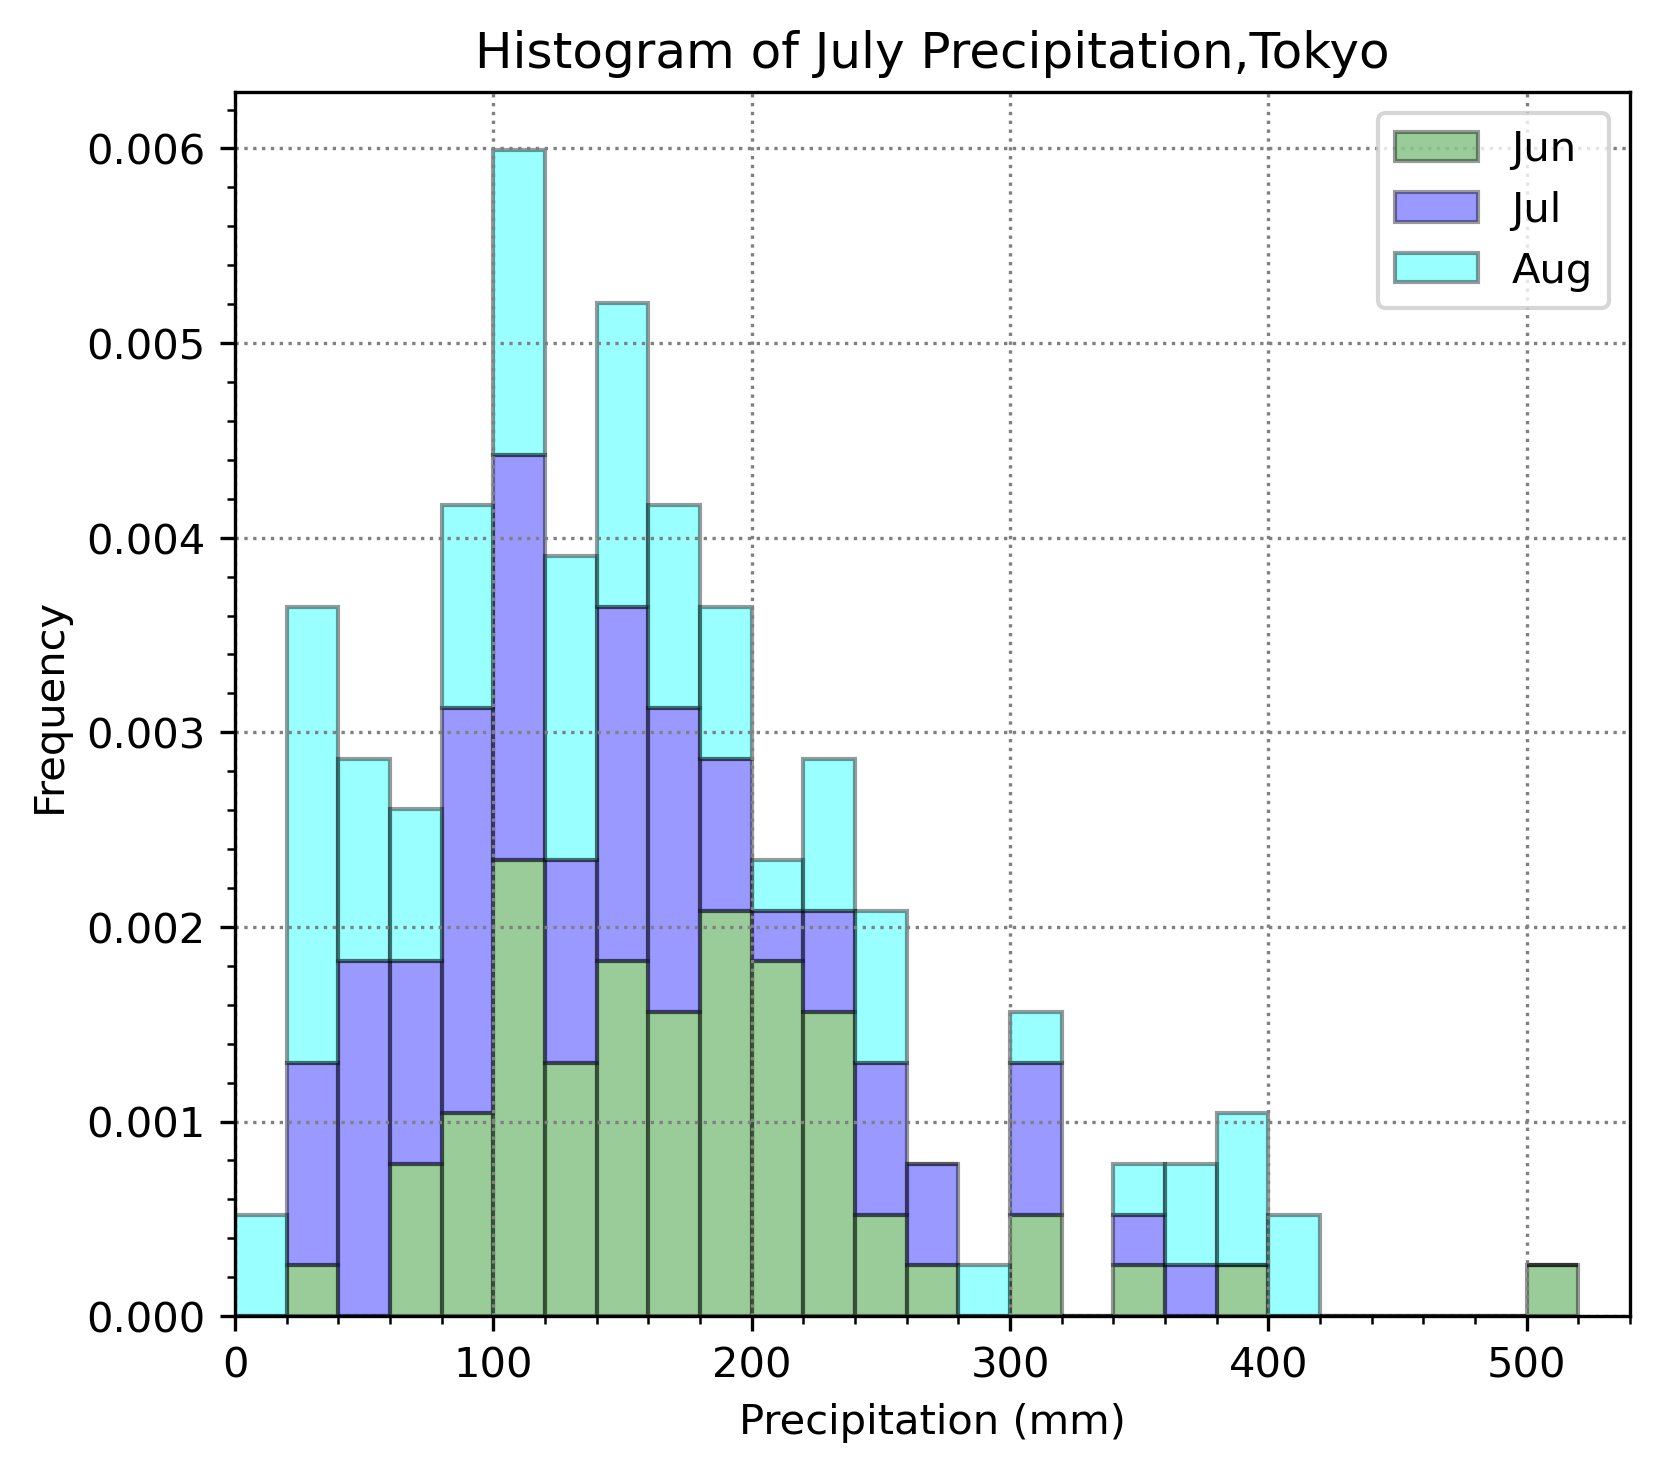 Histogram of July Precipitation,Tokyo
Jun
Jul
Aug
0.006
0.005
0.004
0.003
0.002
0.001
0.000
Frequency
0 100 200 300 400 500
Precipitation (mm)